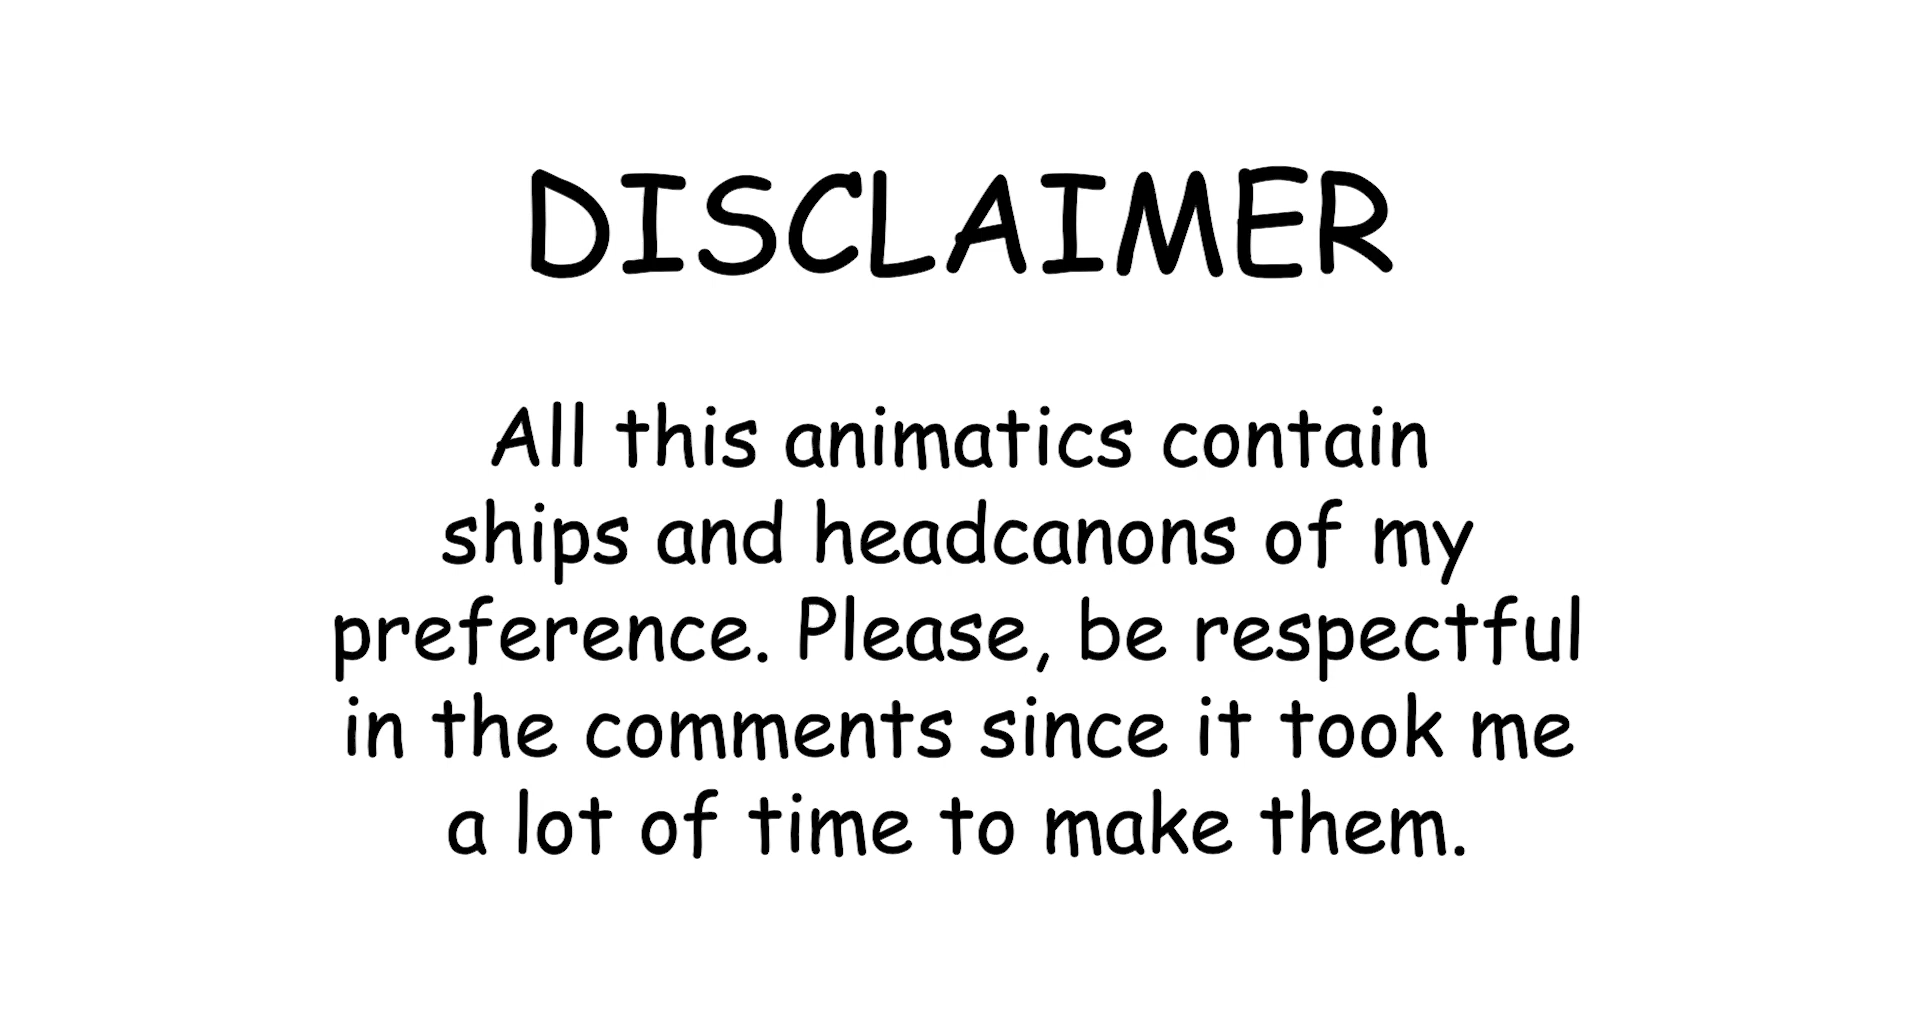 DISCLAIMER
All this animatics contain
ships and headcanons of my
preference. Please, be respectful
in the comments since it took me
a lot of time to make them.